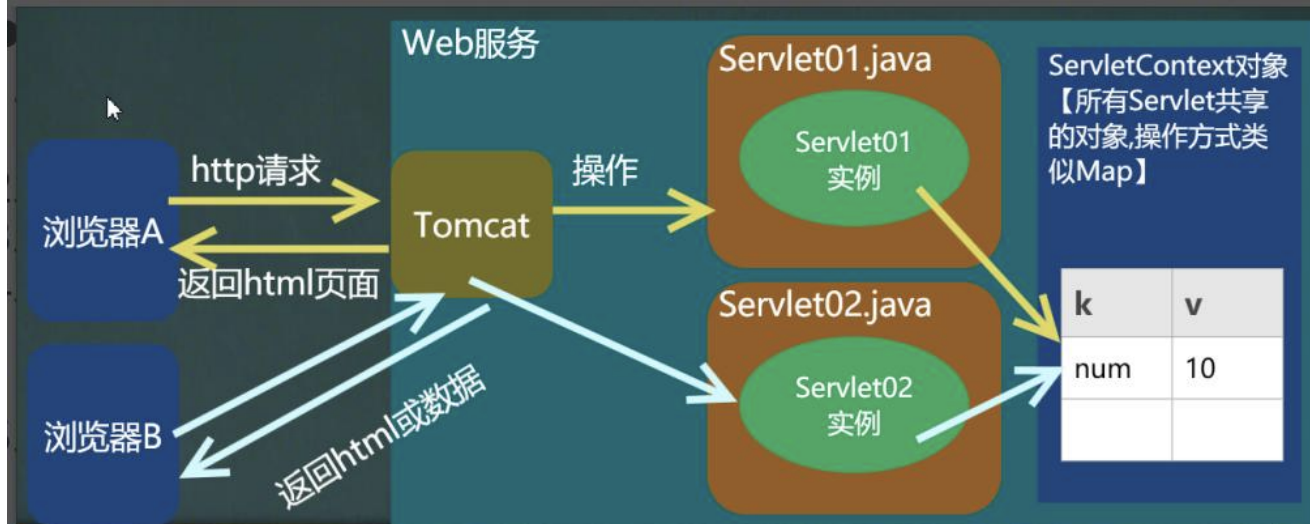 Web服务
Servlet01.java
ServletContext对象
【所有Servlet共享
的对象,操作方式类
似Map】
Servlet01
实例
http请求
操作
浏览器A
Tomcat
返回html页面
Servlet02.java
k v
num 10
Servlet02
实例
浏览器B
返回html或数据